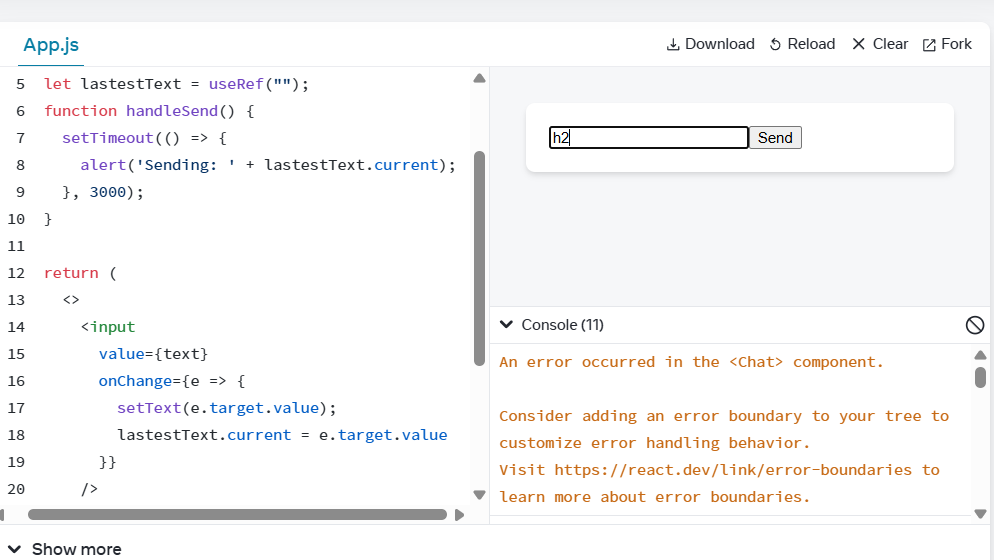 App.js
Download Reload Clear Fork
5 let lastestText = useRef("");
6 function handleSend() {
7 setTimeout(() => {
8 alert('Sending: ' + lastestText.current);
9 }, 3000);
10 }
11
12 return (
13 <>
14 <input
15 value={text}
16 onChange={e => {
17 setText(e.target.value);
18 lastestText.current = e.target.value
19 }}
20 />
Show more
h2 Send
Console (11)
An error occurred in the <Chat> component.
Consider adding an error boundary to your tree to
customize error handling behavior.
Visit https://react.dev/link/error-boundaries to
learn more about error boundaries.